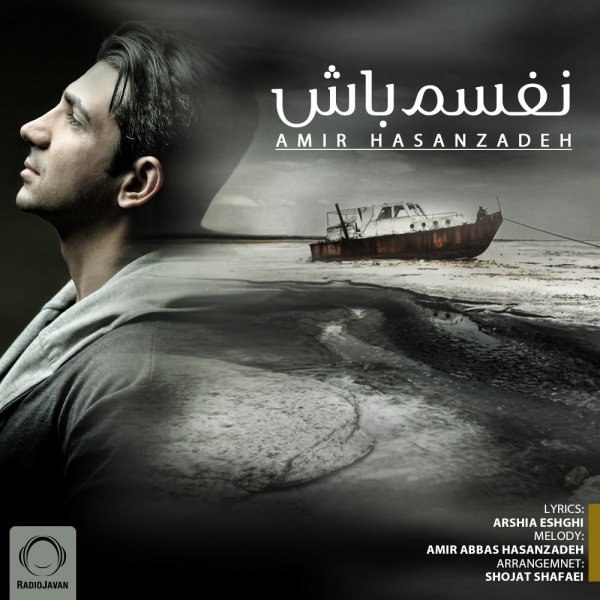 نفسم باش
AMIR HASANZADEH
LYRICS:
ARSHIA ESHGHI
MELODY:
AMIR ABBAS HASANZADEH
ARRANGEMNET:
SHOJAT SHAFAEI
RADIOJAVAN